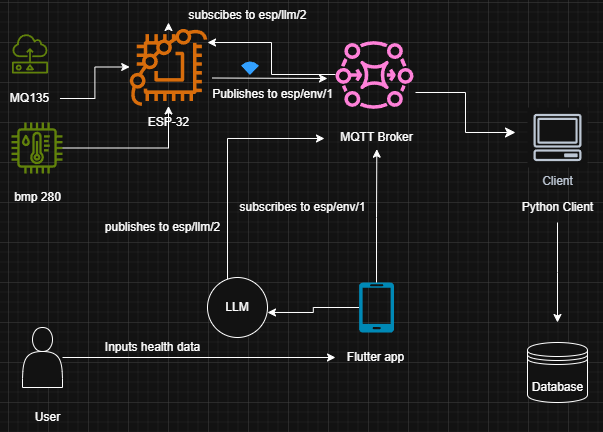 subscibes to esp/llm/2
MQ135
Publishes to esp/env/1
ESP-32
MQTT Broker
Client
bmp 280
subscribes to esp/env/1
Python Client
publishes to esp/llm/2
LLM
Inputs health data
Flutter app
Database
User